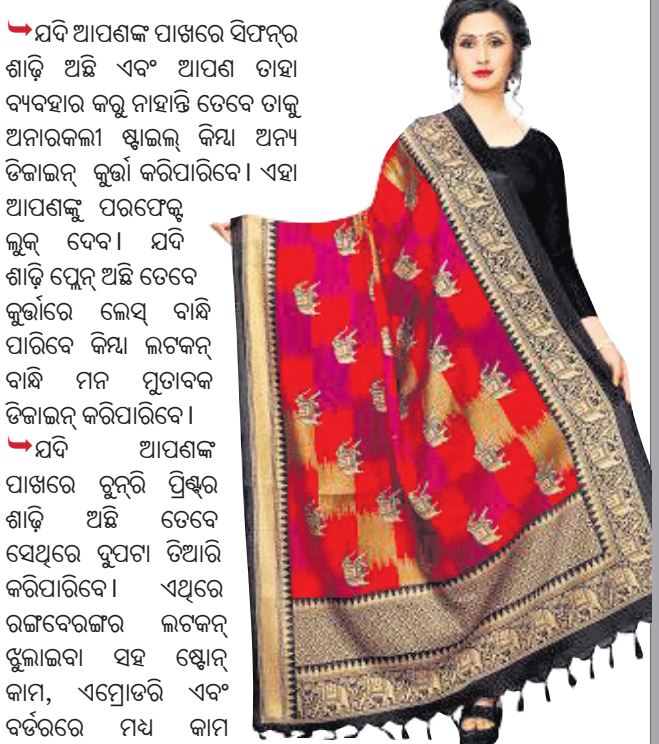 ➥ଯଦି ଆପଣଙ୍କ ପାଖରେ ସିଫନ୍‌ର
ଶାଢ଼ି ଅଛି ଏବଂ ଆପଣ ତାହା
ବ୍ୟବହାର କରୁ ନାହାନ୍ତି ତେବେ ତାକୁ
ଅନାରକଲୀ ଷ୍ଟାଇଲ୍ କିମ୍ୱା ଅନ୍ୟ
ଡିଜାଇନ୍ କୁର୍ତ୍ତା କରିପାରିବେ। ଏହା
ଆପଣଙ୍କୁ ପରଫେକ୍ଟ
ଲୁକ୍ ଦେବ। ଯଦି
ଶାଢ଼ି ପ୍ଲେନ୍ ଅଛି ତେବେ
କୁର୍ତ୍ତାରେ ଲେସ୍ ବାନ୍ଧି
ପାରିବେ କିମ୍ୱା ଲଟକନ୍
ବାନ୍ଧି ମନ ମୁତାବକ
ଡିଜାଇନ୍ କରିପାରିବେ।
➥ଯଦି ଆପଣଙ୍କ
ପାଖରେ ଚୁନ୍‌ରି ପ୍ରିଣ୍ଟ୍‌ର
ଶାଢ଼ି ଅଛି ତେବେ
ସେଥିରେ ଦୁପଟା ତିଆରି
କରିପାରିବେ। ଏଥିରେ
ରଙ୍ଗବେରଙ୍ଗର ଲଟକନ୍
ଝୁଲାଇବା ସହ ଷ୍ଟୋନ୍
କାମ, ଏମ୍ବ୍ରୋଡରି ଏବଂ
ବର୍ଡରରେ ମଧ୍ୟ କାମ